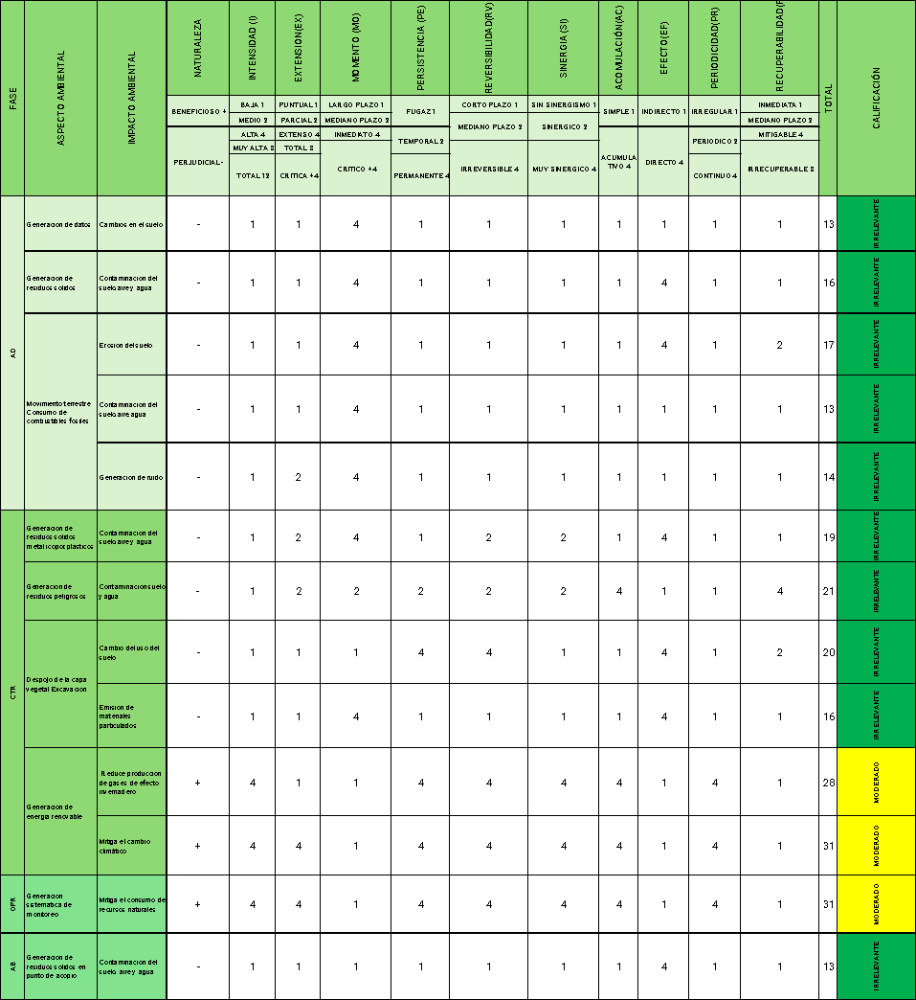 FASE
ASPECTO AMBIENTAL
IMPACTO AMBIENTAL
NATURALEZA
INTENSIDAD (I)
EXTENSION(EX)
MOMENTO (MO)
PERSISTENCIA (PE)
REVERSIBILIDAD(RV)
SINERGIA (SI)
ACOMULACIÓN(AC)
EFECTO(EF)
PERIODICIDAD(PR)
RECUPERABILIDAD(
TOTAL
CALIFICACIÓN
BENEFICIOSO +
PERJUDICIAL-
BAJA 1
MEDIO 2
ALTA 4
MUY ALTA 8
TOTAL 12
PUNTUAL 1
PARCIAL 2
EXTENSO 4
TOTAL 8
CRITICA +4
LARGO PLAZO 1
MEDIANO PLAZO 2
INMEDIATO 4
CRITICO +4
FUGAZ 1
TEMPORAL 2
PERMANENTE 4
CORTO PLAZO 1
MEDIANO PLAZO 2
IRREVERSIBLE 4
SIN SINERGISMO 1
SINERGICO 2
MUY SINERGICO 4
SIMPLE 1
ACUMULA
TIVO 4
INDIRECTO 1
DIRECTO 4
IRREGULAR 1
PERIODICO 2
CONTINUO 4
INMEDIATA 1
MEDIANO PLAZO 2
MITIGABLE 4
IRRECUPERABLE 8
AD
Generacion de datos
Cambios en el suelo
- 1 1 4 1 1 1 1 1 1 1 13
IRRELEVANTE
Generacion de
residuos solidos
Contaminacion del
suelo aire y agua
- 1 1 4 1 1 1 1 4 1 1 16
IRRELEVANTE
Movimiento terrestre
Consumo de
combustibles fosiles
Erosion del suelo
- 1 1 4 1 1 1 1 4 1 2 17
IRRELEVANTE
Contaminacion del
suelo aire agua
- 1 1 4 1 1 1 1 1 1 1 13
IRRELEVANTE
Generacion de ruido
- 1 2 4 1 1 1 1 1 1 1 14
IRRELEVANTE
CTR
Generacion de
residuos solidos
metal icopor plasticos
Contaminacion del
suelo aire y agua
- 1 2 4 1 2 2 1 4 1 1 19
IRRELEVANTE
Generacion de
residuos peligrosos
Contaminacion suelo
y agua
- 1 2 2 2 2 2 4 1 1 4 21
IRRELEVANTE
Despojo de la capa
vegetal Excavacion
Cambio del uso del
suelo
- 1 1 1 4 4 1 1 4 1 2 20
IRRELEVANTE
Emision de
materiales
particulados
- 1 1 4 1 1 1 1 4 1 1 16
IRRELEVANTE
Generacion de
energia renovable
Reduce produccion
de gases de efecto
invernadero
+ 4 1 1 4 4 4 4 1 4 1 28
MODERADO
Mitiga el cambio
climático
+ 4 4 1 4 4 4 4 1 4 1 31
MODERADO
OPR
Generacion
sistematica de
monitoreo
Mitiga el consumo de
recursos naturales
+ 4 4 1 4 4 4 4 1 4 1 31
MODERADO
AB
Generacion de
residuos solidos en
punto de acopio
Contaminacion del
suelo aire y agua
- 1 1 1 1 1 1 1 4 1 1 13
IRRELEVANTE